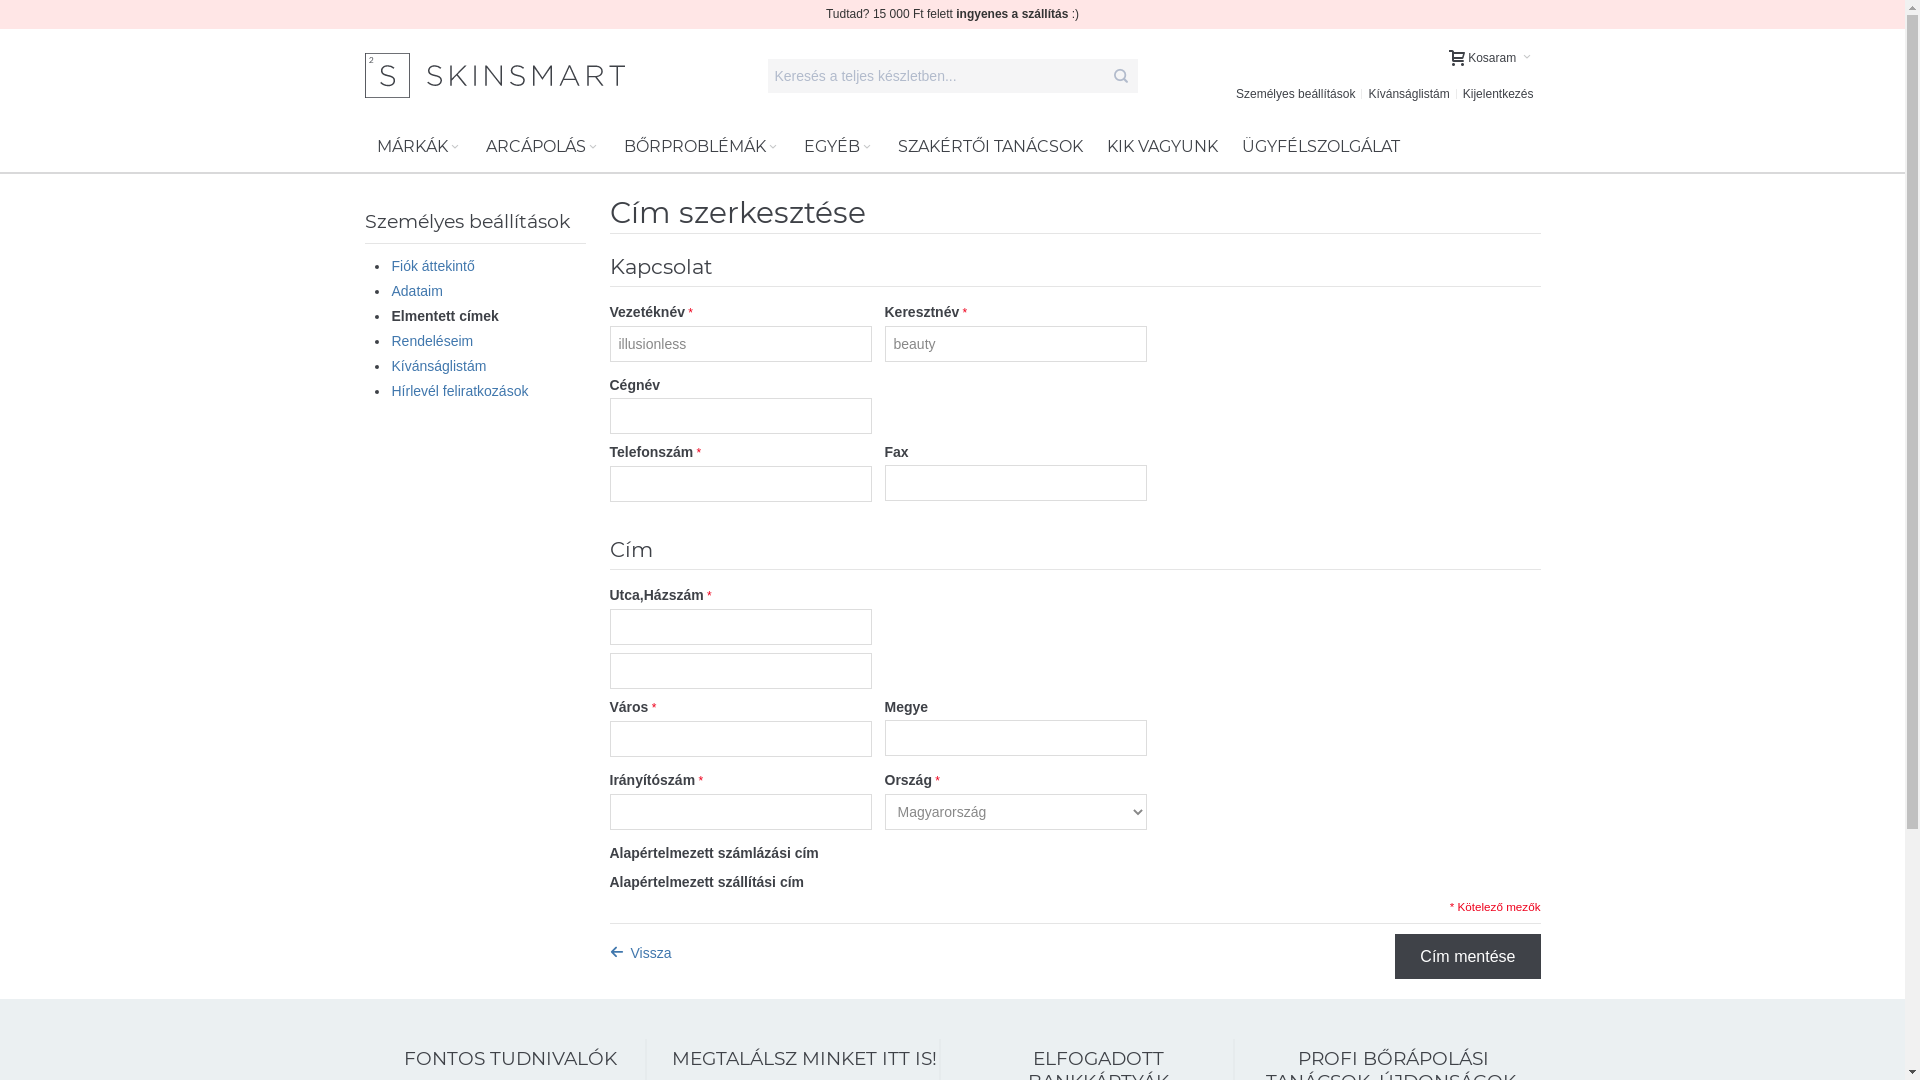 Tudtad? 15 000 Ft felett ingyenes a szállítás :)
2 S SKINSMART
Keresés a teljes készletben...
Kosaram
Személyes beállítások Kívánságlistám Kijelentkezés
MÁRKÁK ARCÁPOLÁS BŐRPROBLÉMÁK EGYÉB SZAKÉRTŐI TANÁCSOK KIK VAGYUNK ÜGYFÉLSZOLGÁLAT
Személyes beállítások
Fiók áttekintő
Adataim
Elmentett címek
Rendeléseim
Kívánságlistám
Hírlevél feliratkozások
Cím szerkesztése
Kapcsolat
Vezetéknév * Keresztnév *
illusionless beauty
Cégnév
Telefonszám * Fax
Cím
Utca,Házszám *
Város * Megye
Irányítószám * Ország *
Magyarország
Alapértelmezett számlázási cím
Alapértelmezett szállítási cím
* Kötelező mezők
Vissza Cím mentése
FONTOS TUDNIVALÓK MEGTALÁLSZ MINKET ITT IS! ELFOGADOTT PROFI BŐRÁPOLÁSI
BANKKÁRTYÁK TANÁCSOK, ÚJDONSÁGOK